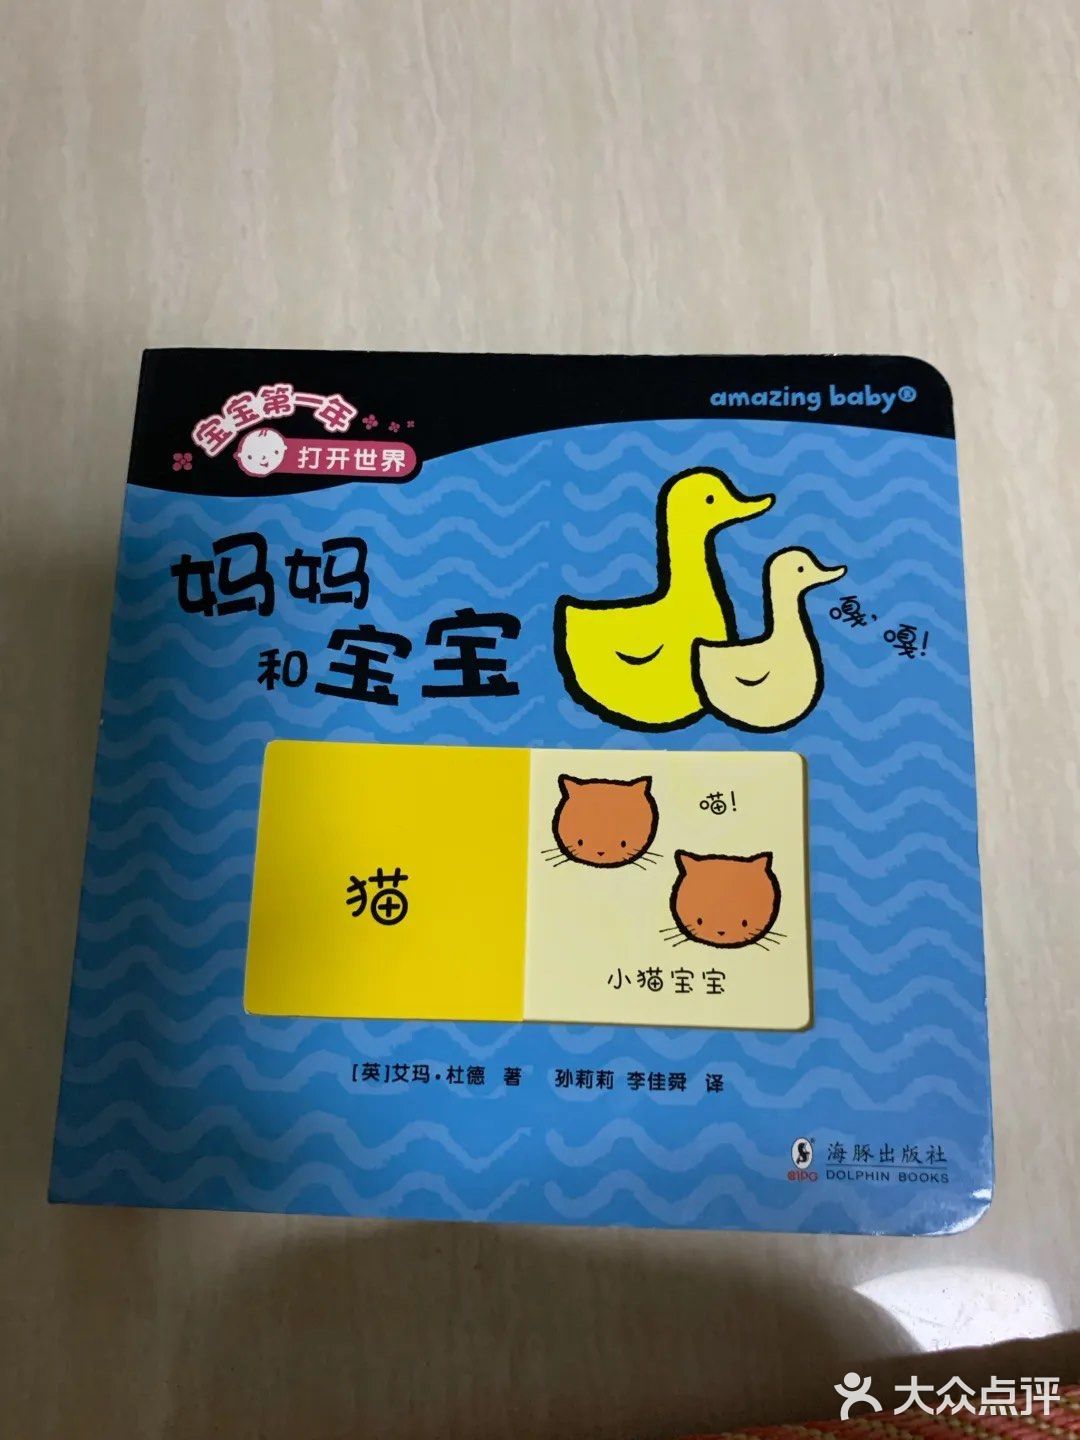 宝宝第一年
打开世界
amazing baby®
妈妈
和宝宝
嘎,嘎!
猫
喵!
小猫宝宝
[英]艾玛·杜德 著 孙莉莉 李佳舜 译
海豚出版社
CIPG DOLPHIN BOOKS
大众点评